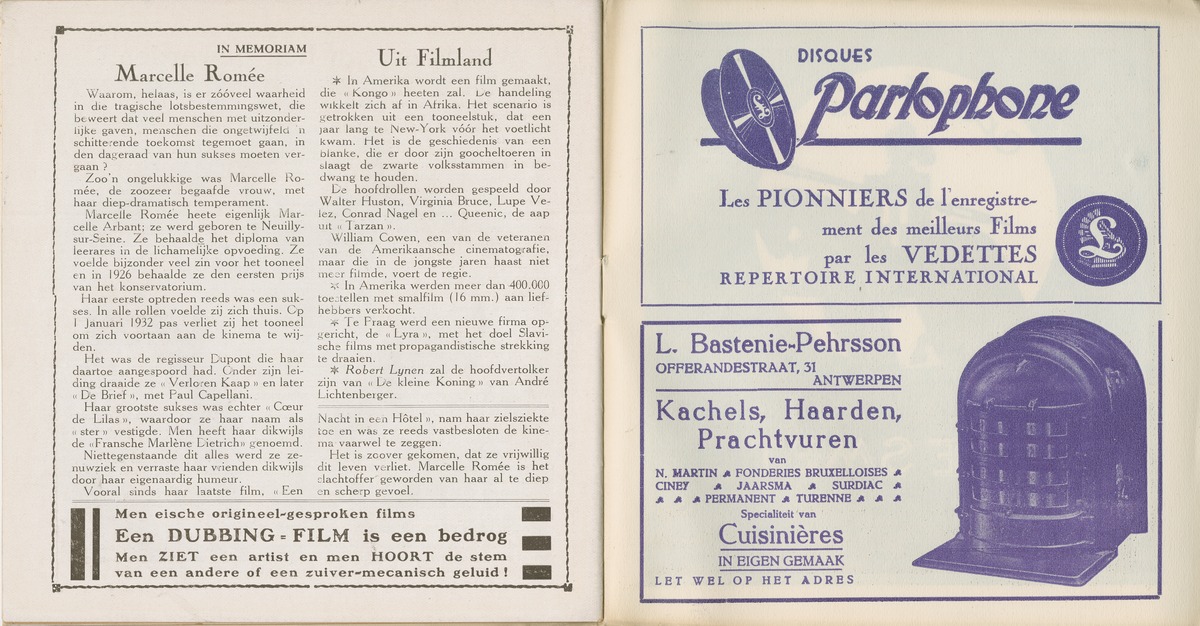 IN MEMORIAM
Marcelle Romée
Waarom, helaas, is er zóóveel waarheid
in die tragische lotsbestemmingswet, die
beweert dat veel menschen met uitzonder-
lijke gaven, menschen die ongetwijfeld 'n
schitterende toekomst tegemoet gaan, in
den dageraad van hun sukses moeten ver-
gaan ?
Zoo'n ongelukkige was Marcelle Ro-
mée, de zoozeer begaafde vrouw, met
haar diep-dramatisch temperament.
Marcelle Romée heete eigenlijk Mar-
celle Arbant; ze werd geboren te Neuilly-
sur-Seine. Ze behaalde het diploma van
leerares in de lichamelijke opvoeding. Ze
voelde bijzonder veel zin voor het tooneel
en in 1926 behaalde ze den eersten prijs
van het konservatorium.
Haar eerste optreden reeds was een suk-
ses. In alle rollen voelde zij zich thuis. Op
1 Januari 1932 pas verliet zij het tooneel
om zich voortaan aan de kinema te wij-
den.
Het was de regisseur Dupont die haar
daartoe aangespoord had. Onder zijn lei-
ding draaide ze « Verloren Kaap » en later
« De Brief », met Paul Capellani.
Haar grootste sukses was echter « Cœur
de Lilas », waardoor ze haar naam als
« ster » vestigde. Men heeft haar dikwijls
de «Fransche Marlène Dietrich» genoemd.
Niettegenstaande dit alles werd ze ze-
nuwziek en verraste haar vrienden dikwijls
door haar eigenaardig humeur.
Vooral sinds haar laatste film, « Een
Uit Filmland
* In Amerika wordt een film gemaakt,
die « Kongo » heeten zal. De handeling
wikkelt zich af in Afrika. Het scenario is
getrokken uit een tooneelstuk, dat een
jaar lang te New-York vóór het voetlicht
kwam. Het is de geschiedenis van een
blanke, die er door zijn goocheltoeren in
slaagt de zwarte volksstammen in be-
dwang te houden.
De hoofdrollen worden gespeeld door
Walter Huston, Virginia Bruce, Lupe Ve-
lez, Conrad Nagel en ... Queenic, de aap
uit « Tarzan ».
William Cowen, een van de veteranen
van de Amerikaansche cinematografie,
maar die in de jongste jaren haast niet
meer filmde, voert de regie.
* In Amerika werden meer dan 400.000
toestellen met smalfilm (16 mm.) aan lief-
hebbers verkocht.
* Te Praag werd een nieuwe firma op-
gericht, de « Lyra », met het doel Slavi-
sche films met propagandistische strekking
te draaien.
* Robert Lynen zal de hoofdvertolker
zijn van « De kleine Koning » van André
Lichtenberger.
Nacht in een Hôtel », nam haar zielsziekte
toe en was ze reeds vastbesloten de kine-
ma vaarwel te zeggen.
Het is zoover gekomen, dat ze vrijwillig
dit leven verliet. Marcelle Romée is het
slachtoffer geworden van haar al te diep
en scherp gevoel.
Men eische origineel-gesproken films
Een DUBBING = FILM is een bedrog
Men ZIET een artist en men HOORT de stem
van een andere of een zuiver-mecanisch geluid !
DISQUES
Parlophone
Les PIONNIERS de l'enregistre-
ment des meilleurs Films
par les VEDETTES
REPERTOIRE INTERNATIONAL
L. Bastenie-Pehrsson
OFFERANDESTRAAT, 31
ANTWERPEN
Kachels, Haarden,
Prachtvuren
van
N. MARTIN FONDERIES BRUXELLOISES
CINEY JAARSMA SURDIAC
PERMANENT TURENNE
Specialiteit van
Cuisinières
IN EIGEN GEMAAK
LET WEL OP HET ADRES